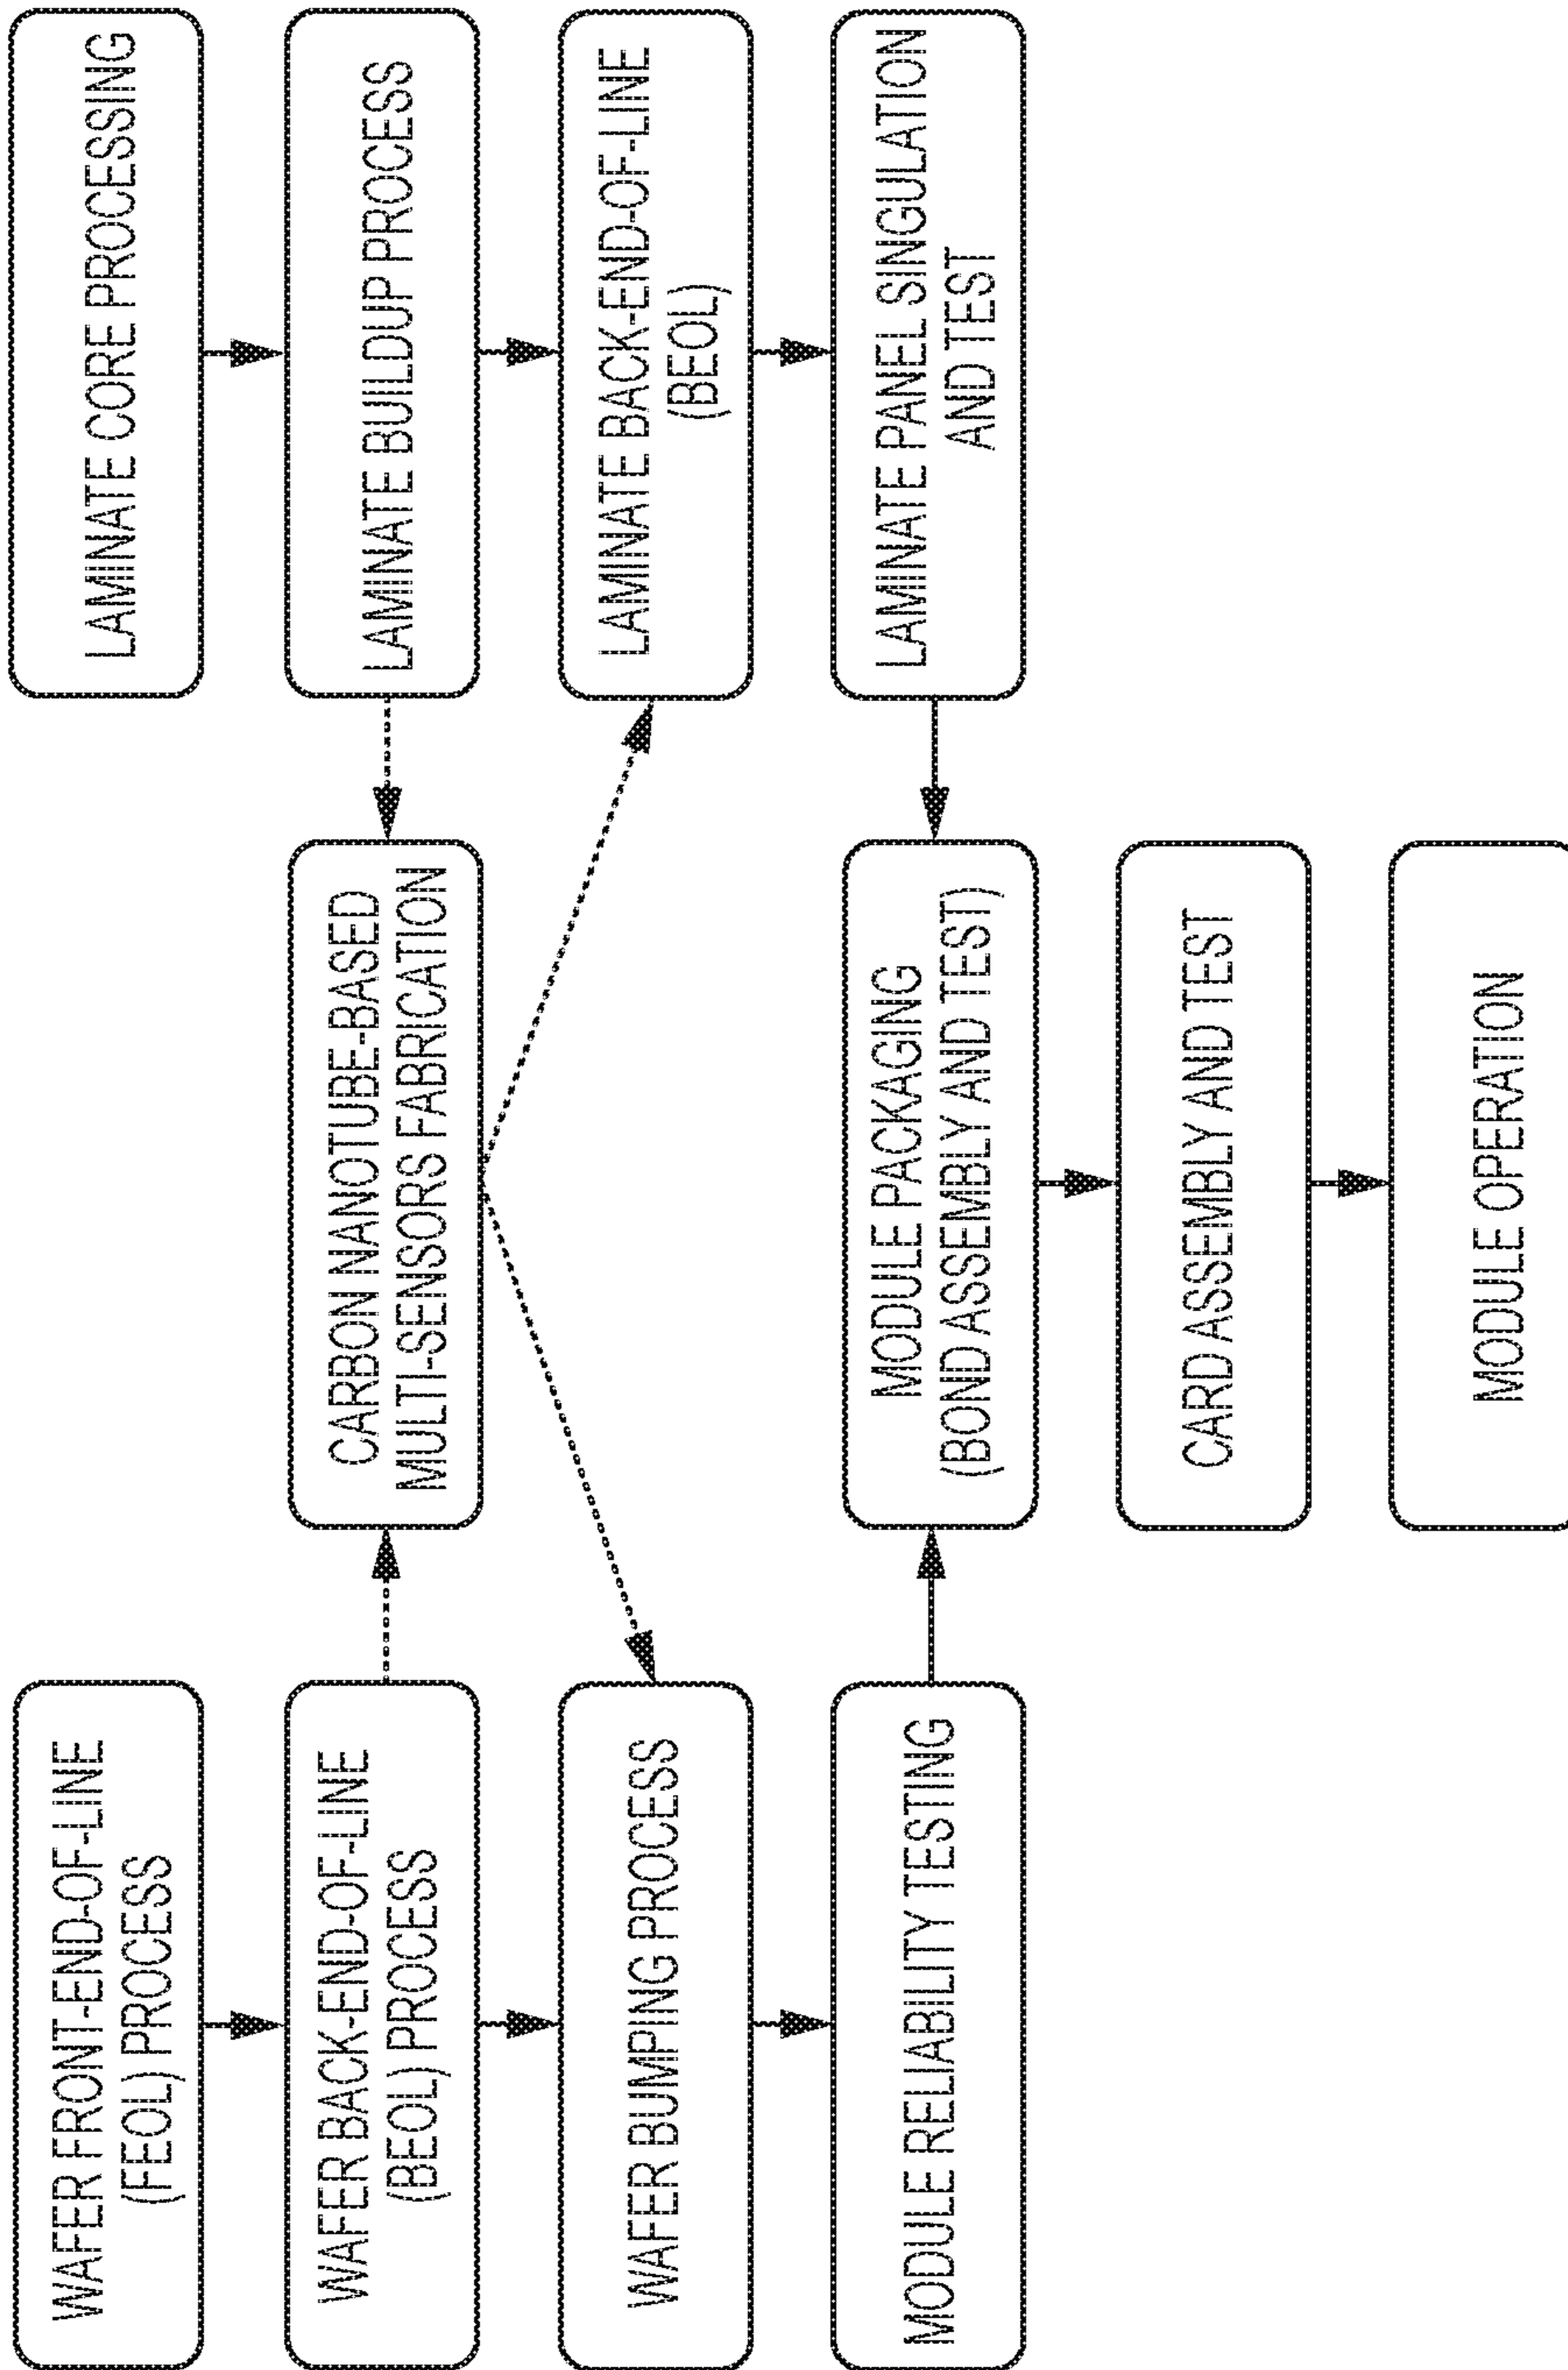 WAFER FRONT-END-OF-LINE
(FEOL) PROCESS
WAFER BACK-END-OF-LINE
(BEOL) PROCESS
WAFER BUMPING PROCESS
MODULE RELIABILITY TESTING
CARBON NANOTUBE-BASED
MULTI-SENSORS FABRICATION
MODULE PACKAGING
(BOND ASSEMBLY AND TEST)
CARD ASSEMBLY AND TEST
MODULE OPERATION
LAMINATE CORE PROCESSING
LAMINATE BUILDUP PROCESS
LAMINATE BACK-END-OF-LINE
(BEOL)
LAMINATE PANEL SINGULATION
AND TEST